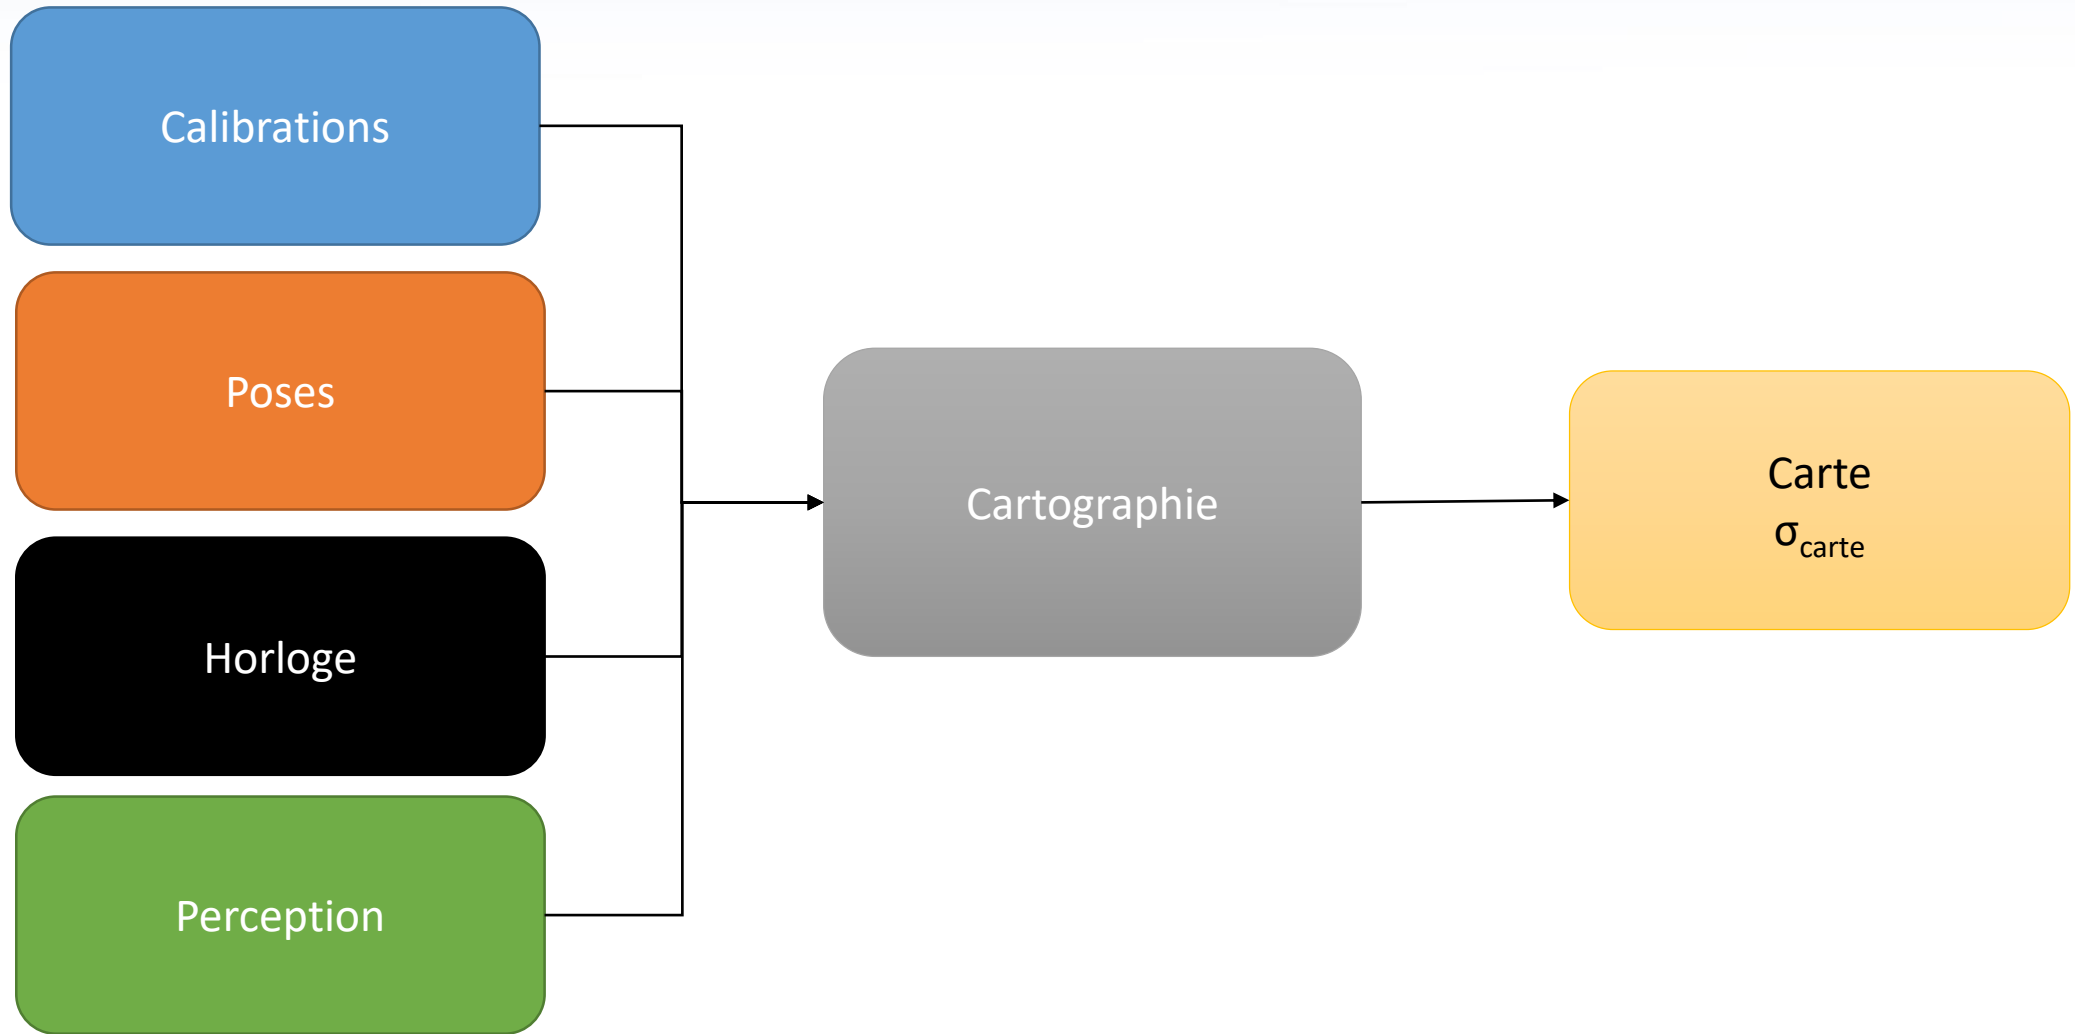 Calibrations
Poses
Horloge
Perception
Cartographie
Carte
σcarte